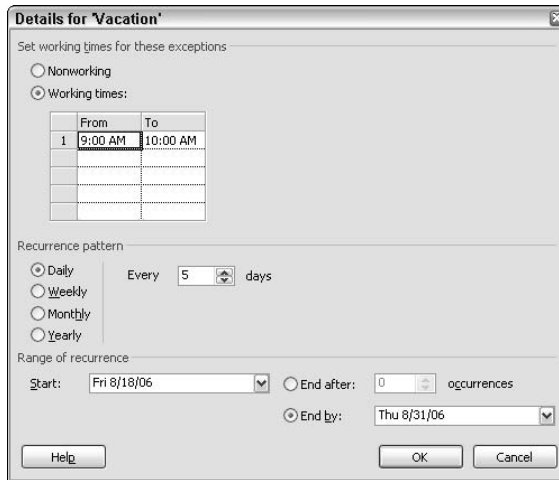 Details for 'Vacation'
Set working times for these exceptions
Nonworking
Working times:
From To
1 9:00 AM 10:00 AM
Recurrence pattern
Daily Every 5 days
Weekly
Monthly
Yearly
Range of recurrence
Start: Fri 8/18/06 End after: 0 occurrences
End by: Thu 8/31/06
Help OK Cancel